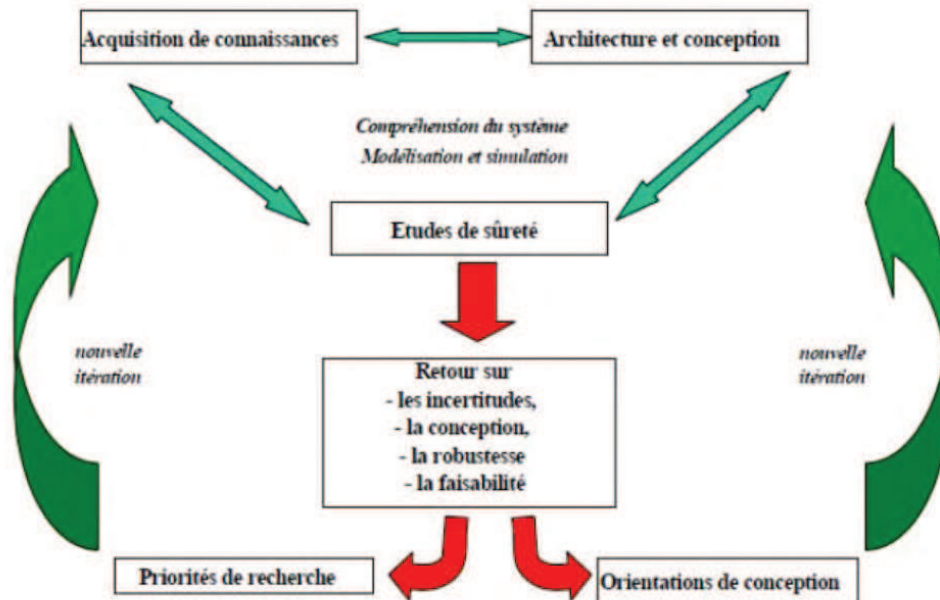 Acquisition de connaissances
Architecture et conception
Compréhension du système
Modélisation et simulation
Etudes de sûreté
nouvelle
itération
Retour sur
- les incertitudes,
- la conception,
- la robustesse
- la faisabilité
nouvelle
itération
Priorités de recherche
Orientations de conception